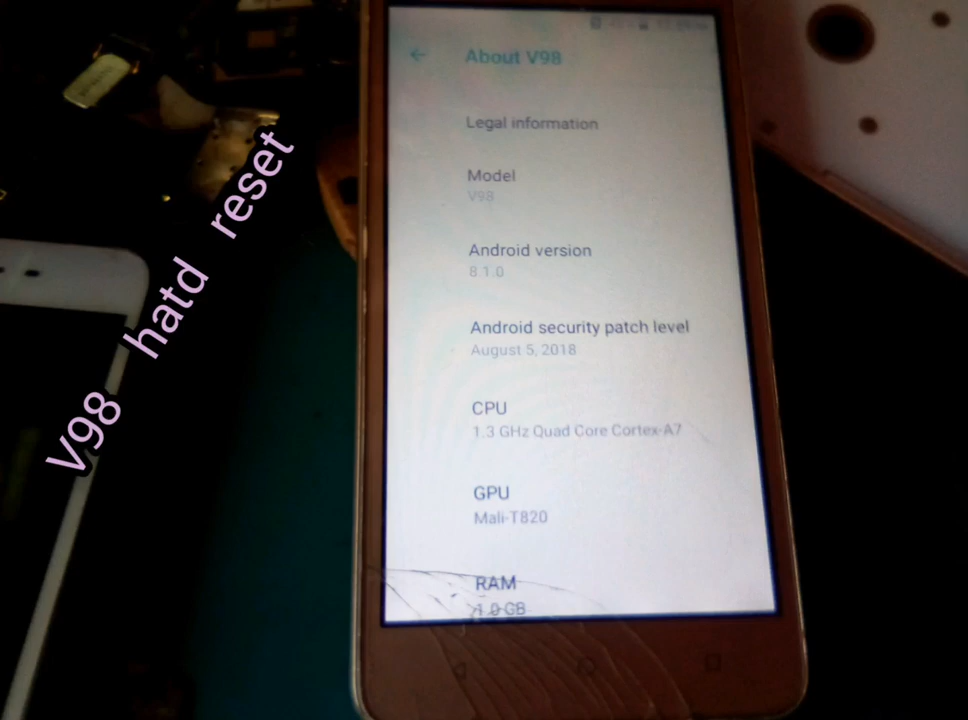 About V98
Legal information
Model
V98
Android version
8.1.0
Android security patch level
August 5, 2018
CPU
1.3 GHz Quad Core Cortex-A7
GPU
Mali-T820
RAM
1.0 GB
V98 hatd reset